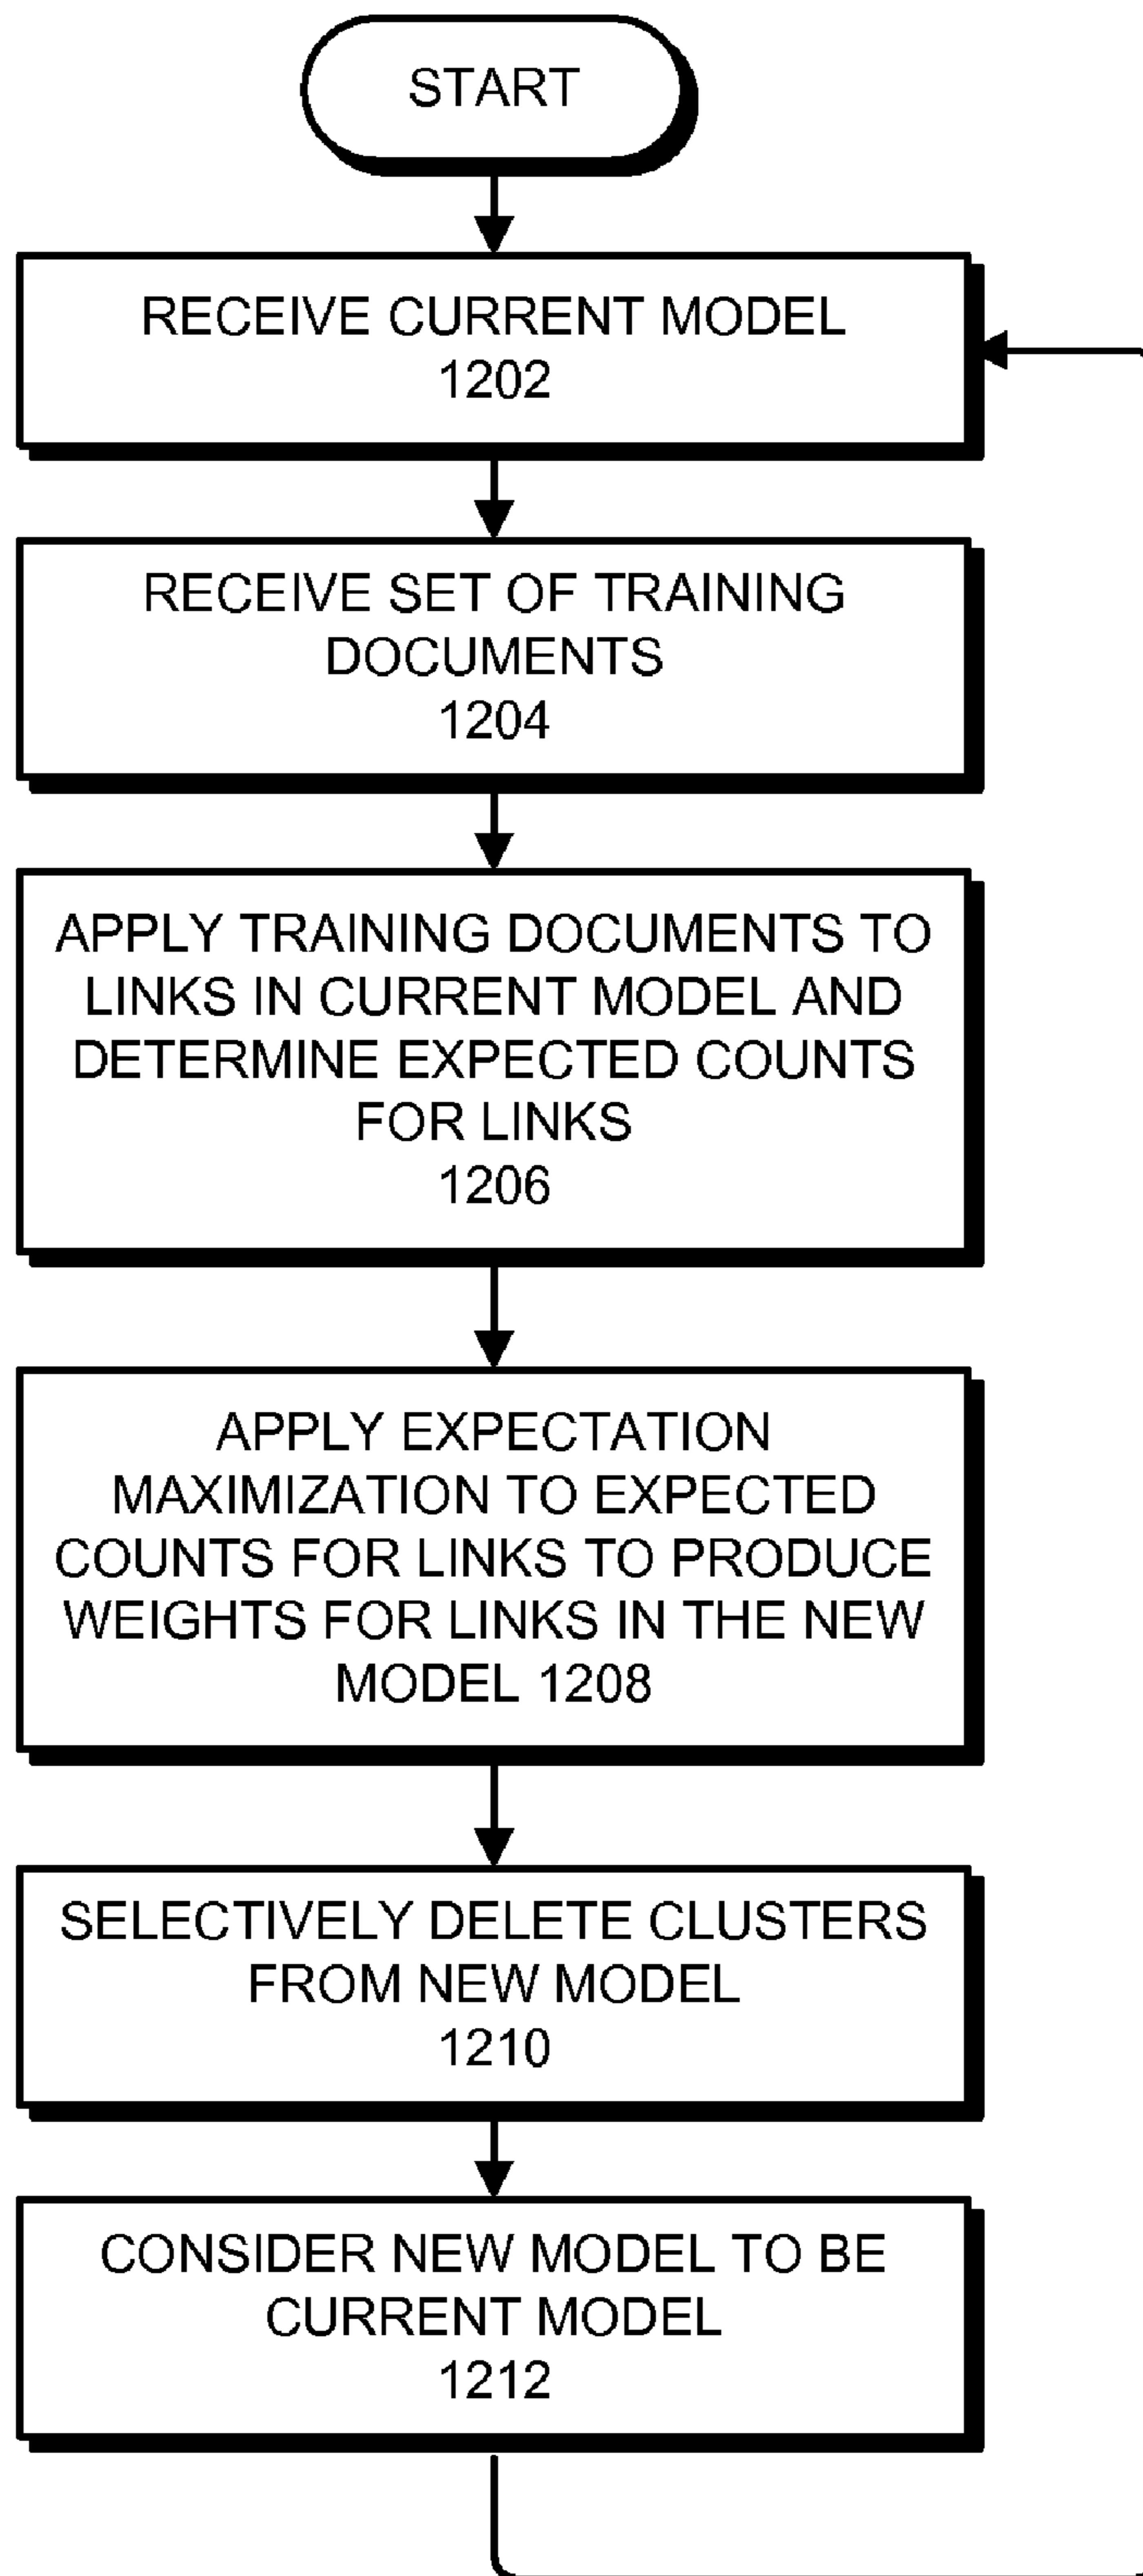 START
RECEIVE CURRENT MODEL
1202
RECEIVE SET OF TRAINING
DOCUMENTS
1204
APPLY TRAINING DOCUMENTS TO
LINKS IN CURRENT MODEL AND
DETERMINE EXPECTED COUNTS
FOR LINKS
1206
APPLY EXPECTATION
MAXIMIZATION TO EXPECTED
COUNTS FOR LINKS TO PRODUCE
WEIGHTS FOR LINKS IN THE NEW
MODEL 1208
SELECTIVELY DELETE CLUSTERS
FROM NEW MODEL
1210
CONSIDER NEW MODEL TO BE
CURRENT MODEL
1212